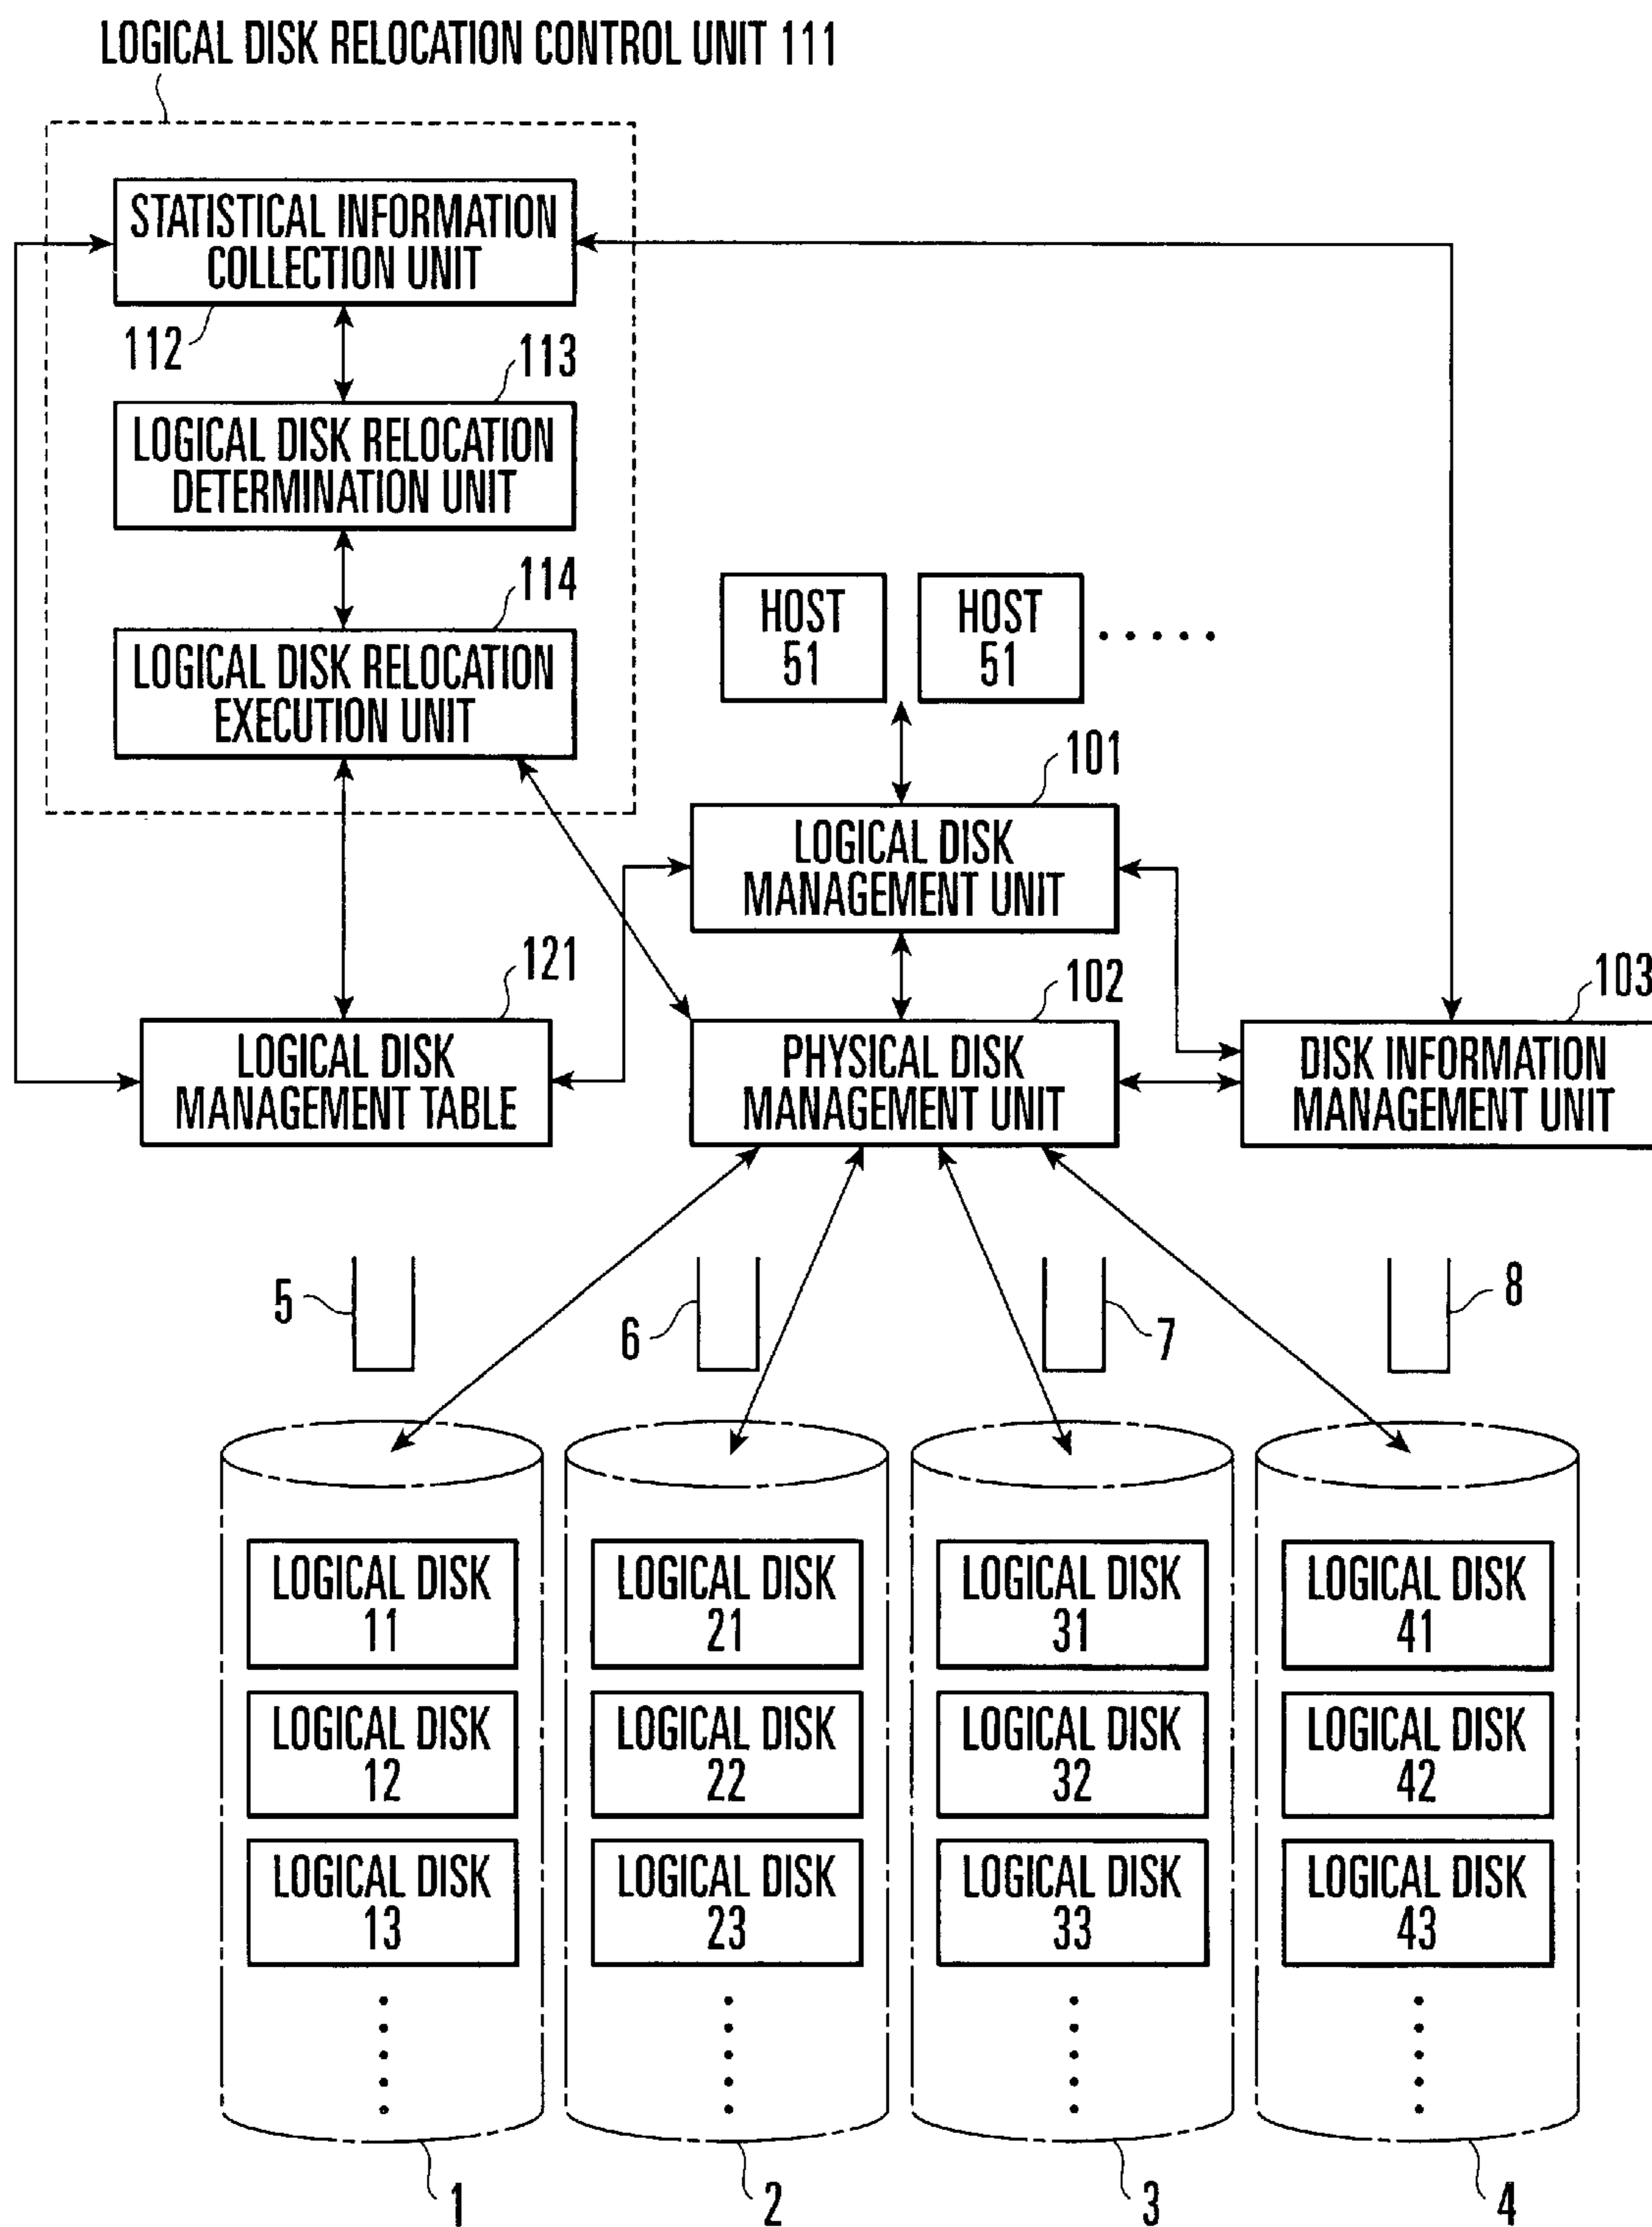 LOGICAL DISK RELOCATION CONTROL UNIT 111
STATISTICAL INFORMATION
COLLECTION UNIT
112
113
LOGICAL DISK RELOCATION
DETERMINATION UNIT
114
LOGICAL DISK RELOCATION
EXECUTION UNIT
HOST
51
HOST
51
101
LOGICAL DISK
MANAGEMENT UNIT
121
LOGICAL DISK
MANAGEMENT TABLE
102
PHYSICAL DISK
MANAGEMENT UNIT
103
DISK INFORMATION
MANAGEMENT UNIT
5
6
7
8
LOGICAL DISK
11
LOGICAL DISK
12
LOGICAL DISK
13
LOGICAL DISK
21
LOGICAL DISK
22
LOGICAL DISK
23
LOGICAL DISK
31
LOGICAL DISK
32
LOGICAL DISK
33
LOGICAL DISK
41
LOGICAL DISK
42
LOGICAL DISK
43
1
2
3
4